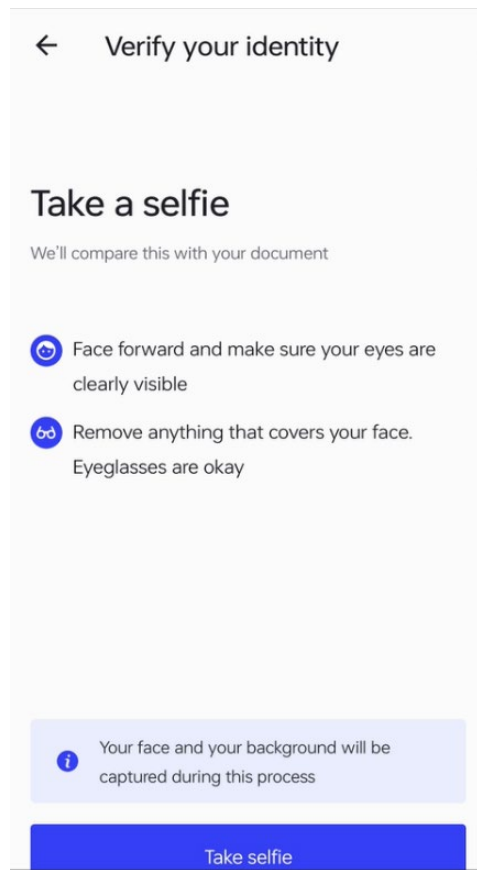 Verify your identity
Take a selfie
We'll compare this with your document
Face forward and make sure your eyes are
clearly visible
Remove anything that covers your face.
Eyeglasses are okay
Your face and your background will be
captured during this process
Take selfie